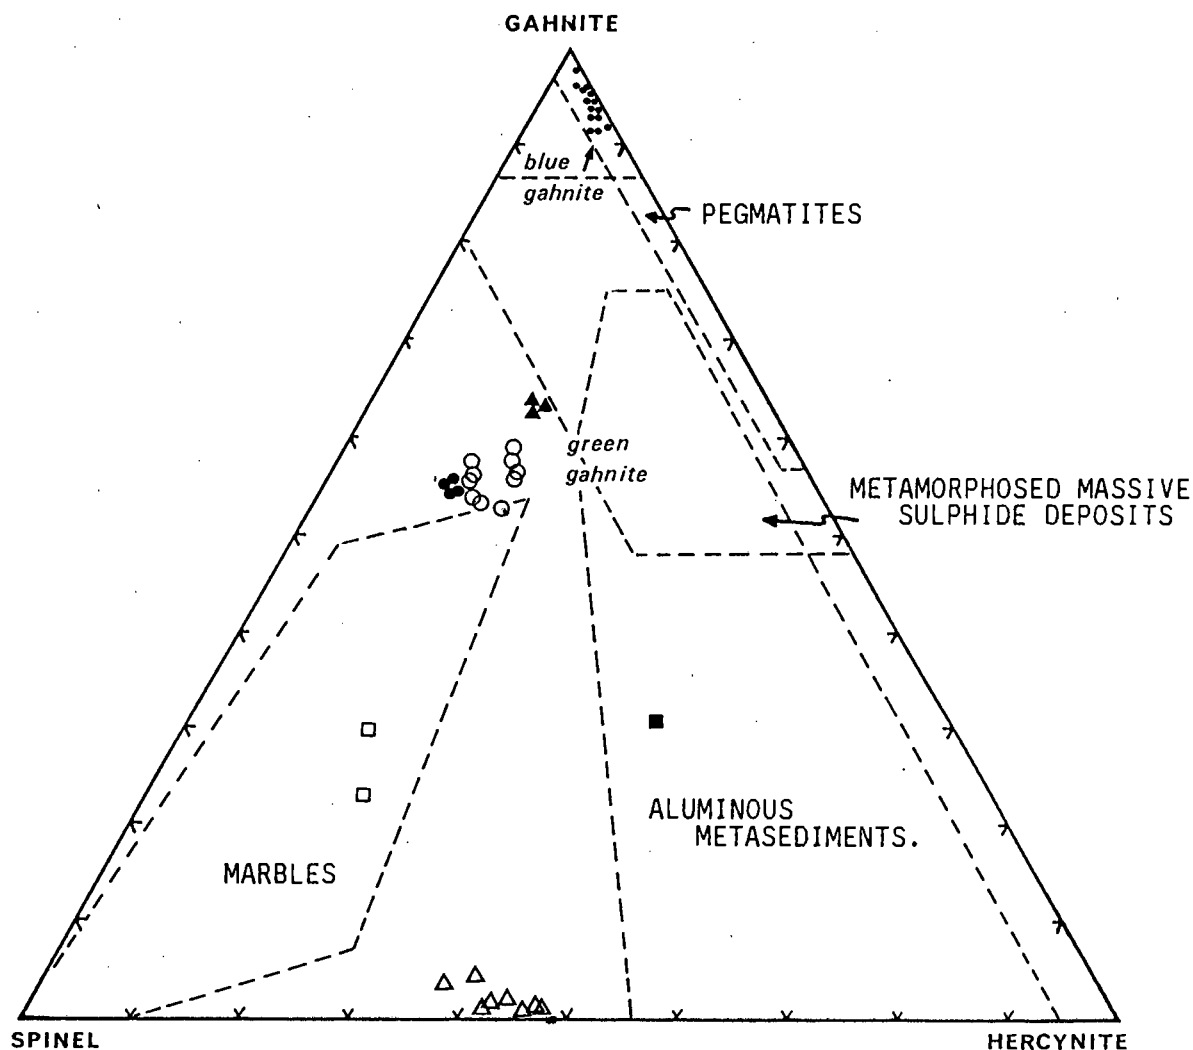 GAHNITE
blue
gahnite
PEGMATITES
green
gahnite
METAMORPHOSED MASSIVE
SULPHIDE DEPOSITS
ALUMINOUS
METASEDIMENTS.
MARBLES
SPINEL
HERCYNITE